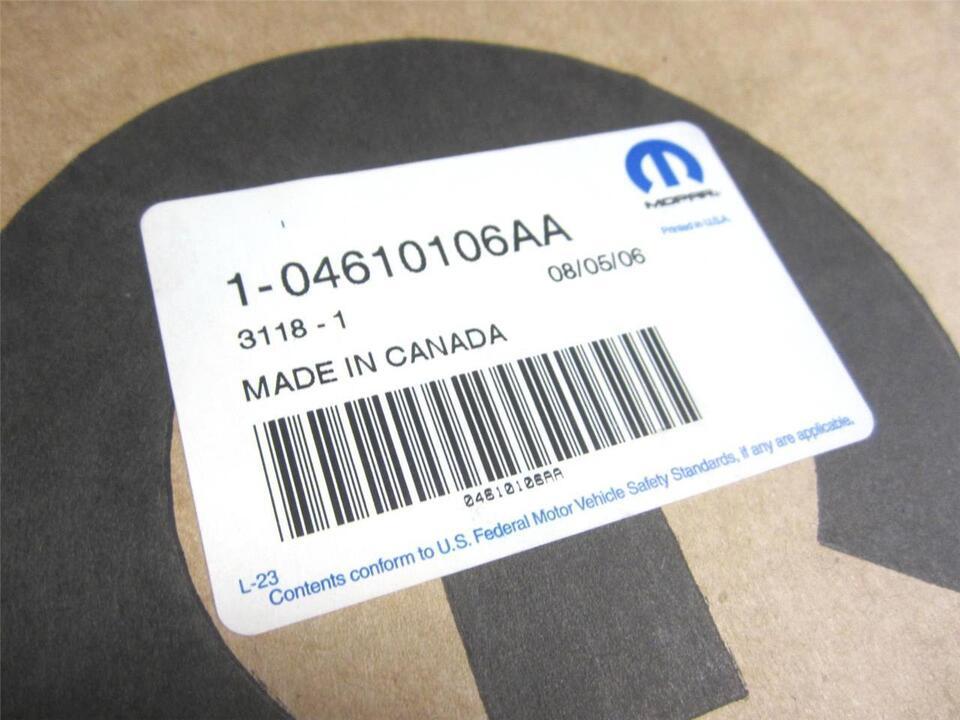 MOPAR
Printed in U.S.A.
1-04610106AA
08/05/06
3118 - 1
MADE IN CANADA
04610106AA
L-23
Contents conform to U.S. Federal Motor Vehicle Safety Standards, if any are applicable.